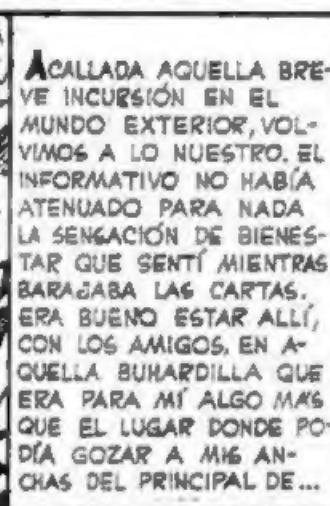 ACALLADA AQUELLA BRE-
VE INCURSIÓN EN EL
MUNDO EXTERIOR, VOL-
VIMOS A LO NUESTRO. EL
INFORMATIVO NO HABÍA
ATENUADO PARA NADA
LA SENSACIÓN DE BIENES-
TAR QUE SENTÍ MIENTRAS
BARAJABA LAS CARTAS.
ERA BUENO ESTAR ALLÍ,
CON LOS AMIGOS, EN A-
QUELLA BUHARDILLA QUE
ERA PARA MÍ ALGO MÁS
QUE EL LUGAR DONDE PO-
DÍA GOZAR A MIS AN-
CHAS DEL PRINCIPAL DE...